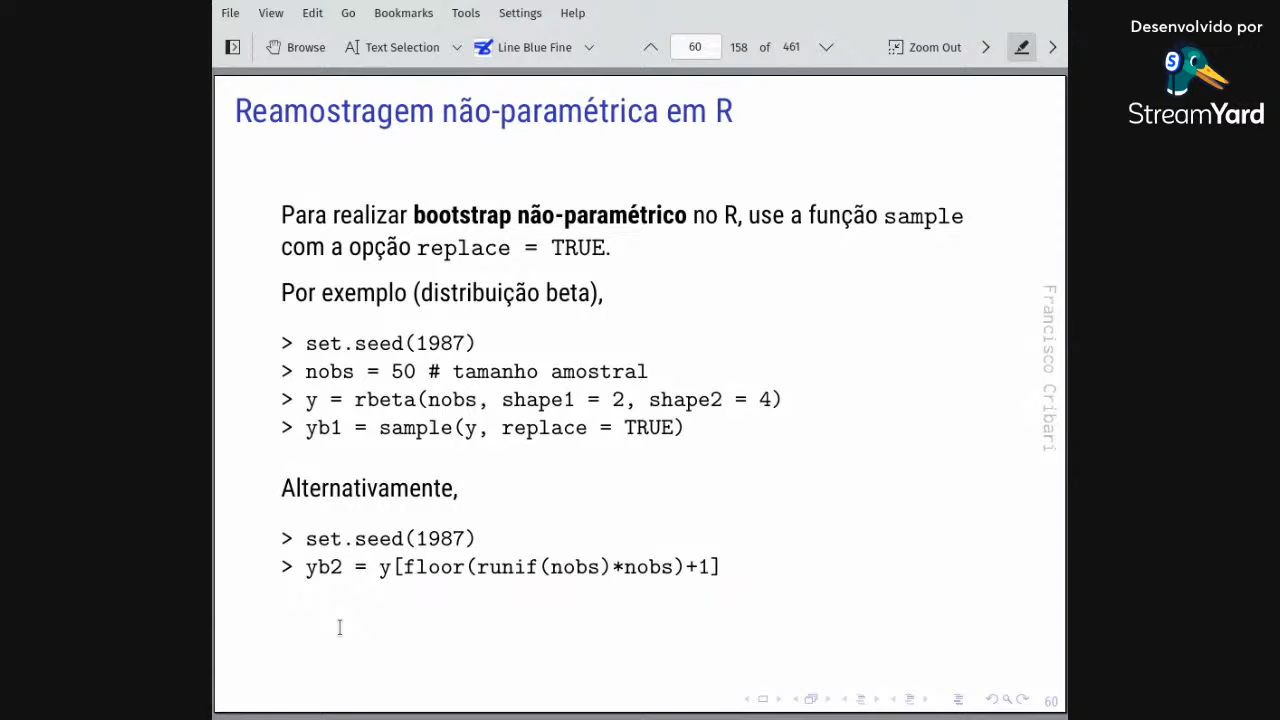 File View Edit Go Bookmarks Tools Settings Help
Browse Text Selection Line Blue Fine 60 158 of 461 Zoom Out
Desenvolvido por
StreamYard
Reamostragem não-paramétrica em R
Para realizar bootstrap não-paramétrico no R, use a função sample
com a opção replace = TRUE.
Por exemplo (distribuição beta),
> set.seed(1987)
> nobs = 50 # tamanho amostral
> y = rbeta(nobs, shape1 = 2, shape2 = 4)
> yb1 = sample(y, replace = TRUE)
Alternativamente,
> set.seed(1987)
> yb2 = y[floor(runif(nobs)*nobs)+1]
Francisco Cribari
60